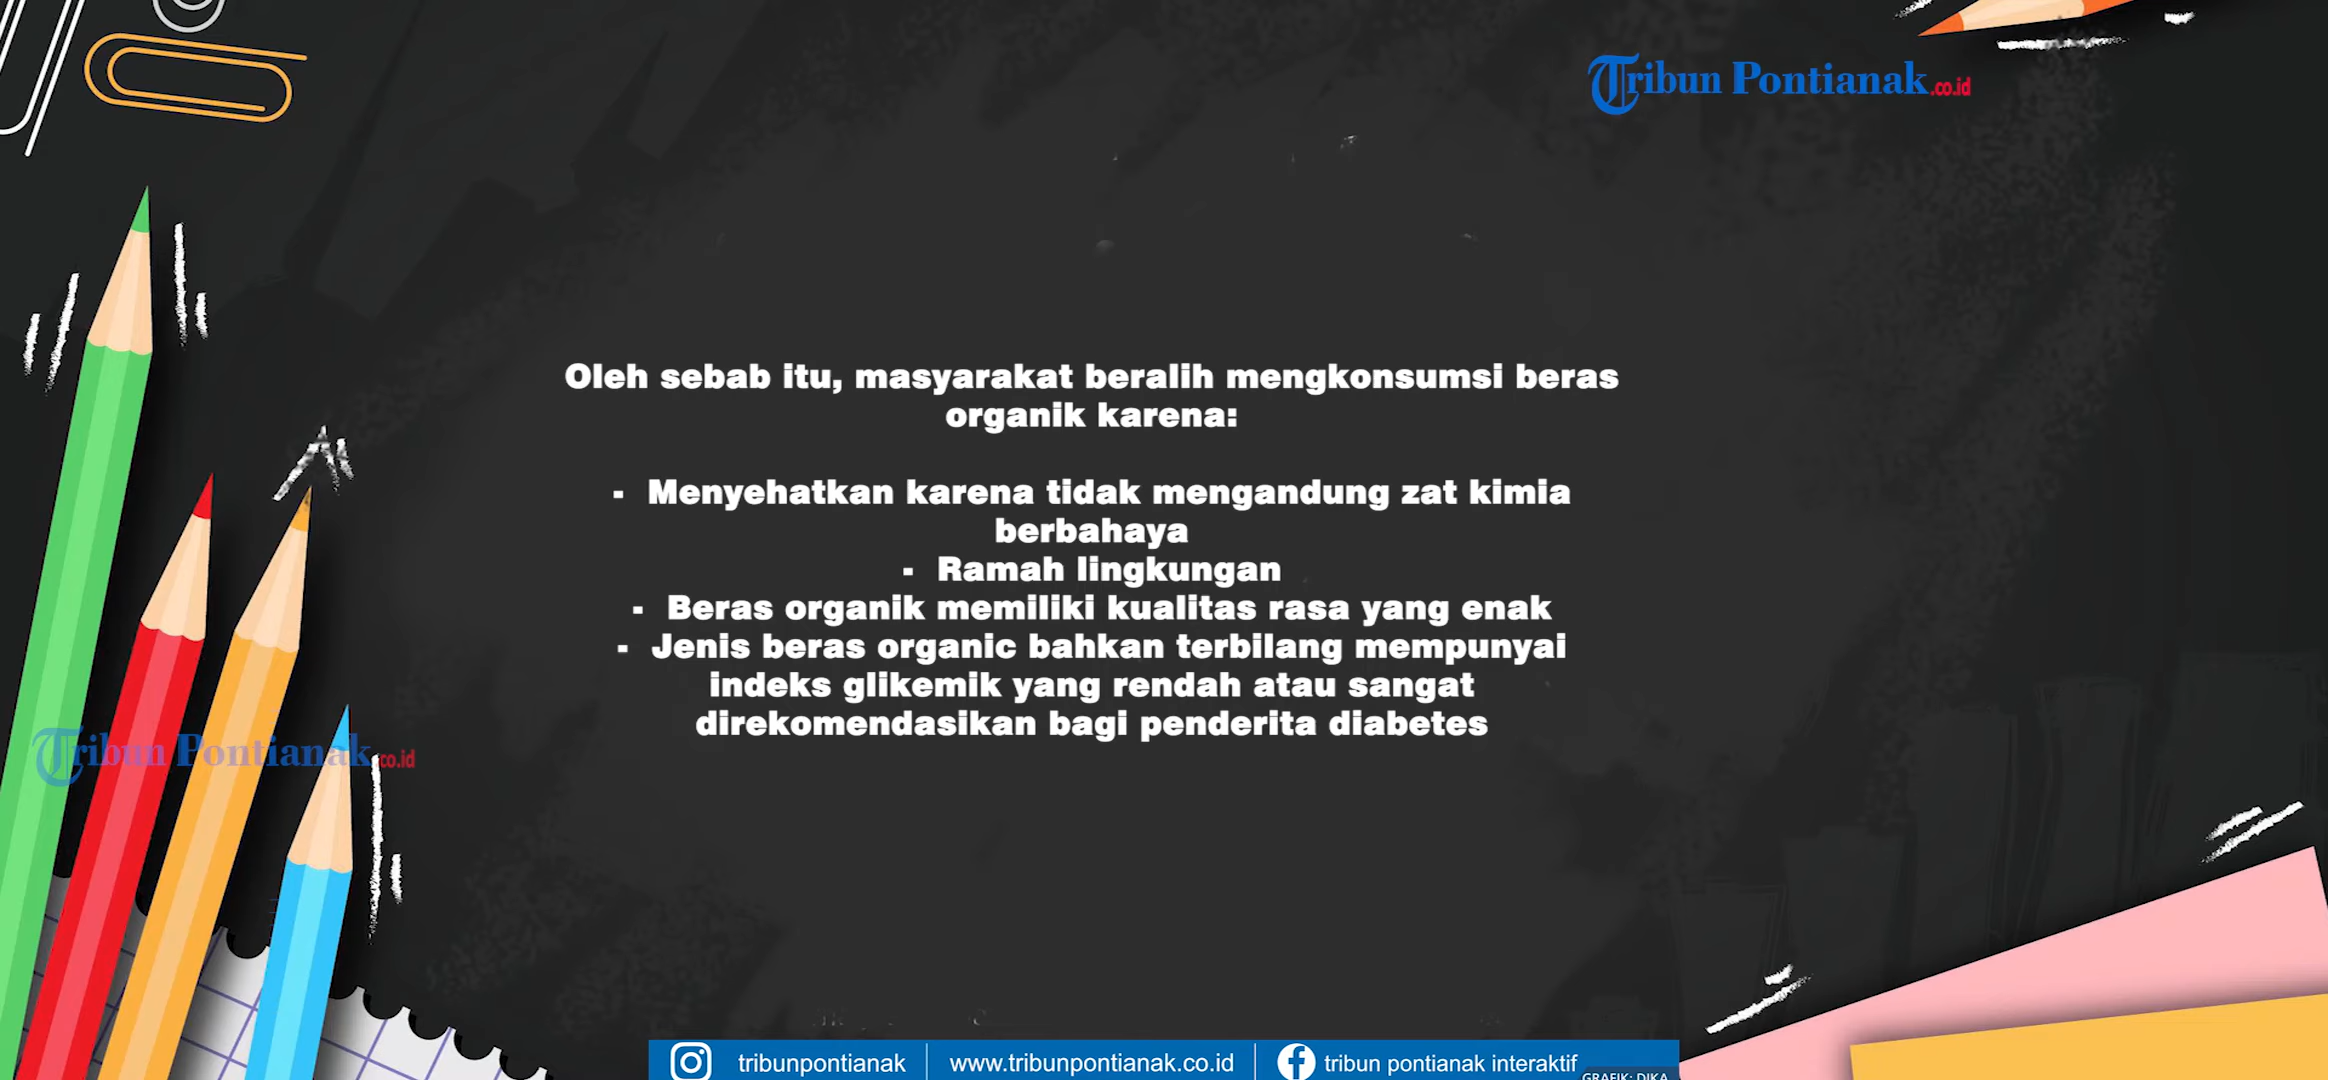 Tribun Pontianak.co.id
Oleh sebab itu, masyarakat beralih mengkonsumsi beras
organik karena:
- Menyehatkan karena tidak mengandung zat kimia
berbahaya
- Ramah lingkungan
- Beras organik memiliki kualitas rasa yang enak
- Jenis beras organic bahkan terbilang mempunyai
indeks glikemik yang rendah atau sangat
direkomendasikan bagi penderita diabetes
Tribun Pontianak.co.id
tribunpontianak
www.tribunpontianak.co.id
tribun pontianak interaktif
GRAFIK: DIKA